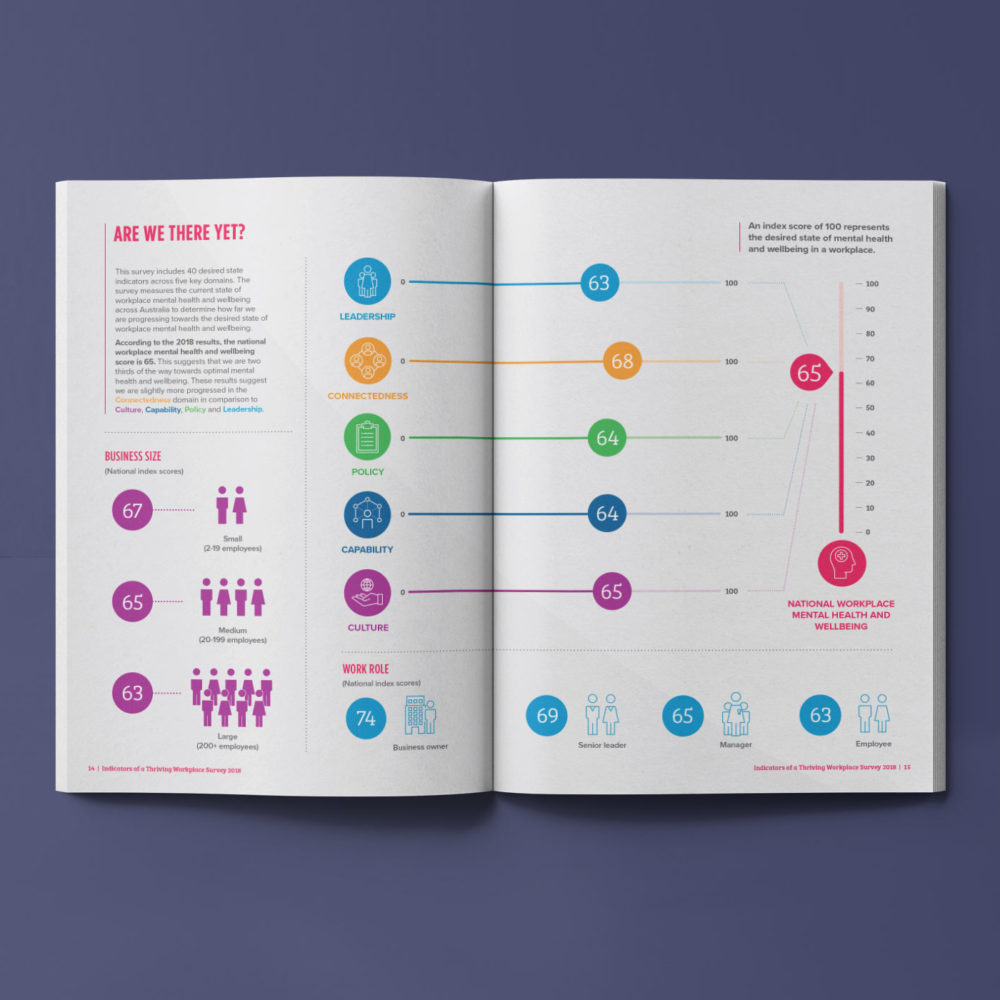 ARE WE THERE YET?
This survey includes 40 desired state
indicators across five key domains. The
survey measures the current state of
workplace mental health and wellbeing
across Australia to determine how far we
are progressing towards the desired state of
workplace mental health and wellbeing.
According to the 2018 results, the national
workplace mental health and wellbeing
score is 65. This suggests that we are two
thirds of the way towards optimal mental
health and wellbeing. These results suggest
we are slightly more progressed in the
Connectedness domain in comparison to
Culture, Capability, Policy and Leadership.
BUSINESS SIZE
(National index scores)
67
Small
(2-19 employees)
65
Medium
(20-199 employees)
63
Large
(200+ employees)
14 | Indicators of a Thriving Workplace Survey 2018
0 63 100
LEADERSHIP
0 68 100
CONNECTEDNESS
0 64 100
POLICY
0 64 100
CAPABILITY
0 65 100
CULTURE
An index score of 100 represents
the desired state of mental health
and wellbeing in a workplace.
100
90
80
70
65
60
50
40
30
20
10
0
NATIONAL WORKPLACE
MENTAL HEALTH AND
WELLBEING
WORK ROLE
(National index scores)
74
Business owner
69
Senior leader
65
Manager
63
Employee
Indicators of a Thriving Workplace Survey 2018 | 15